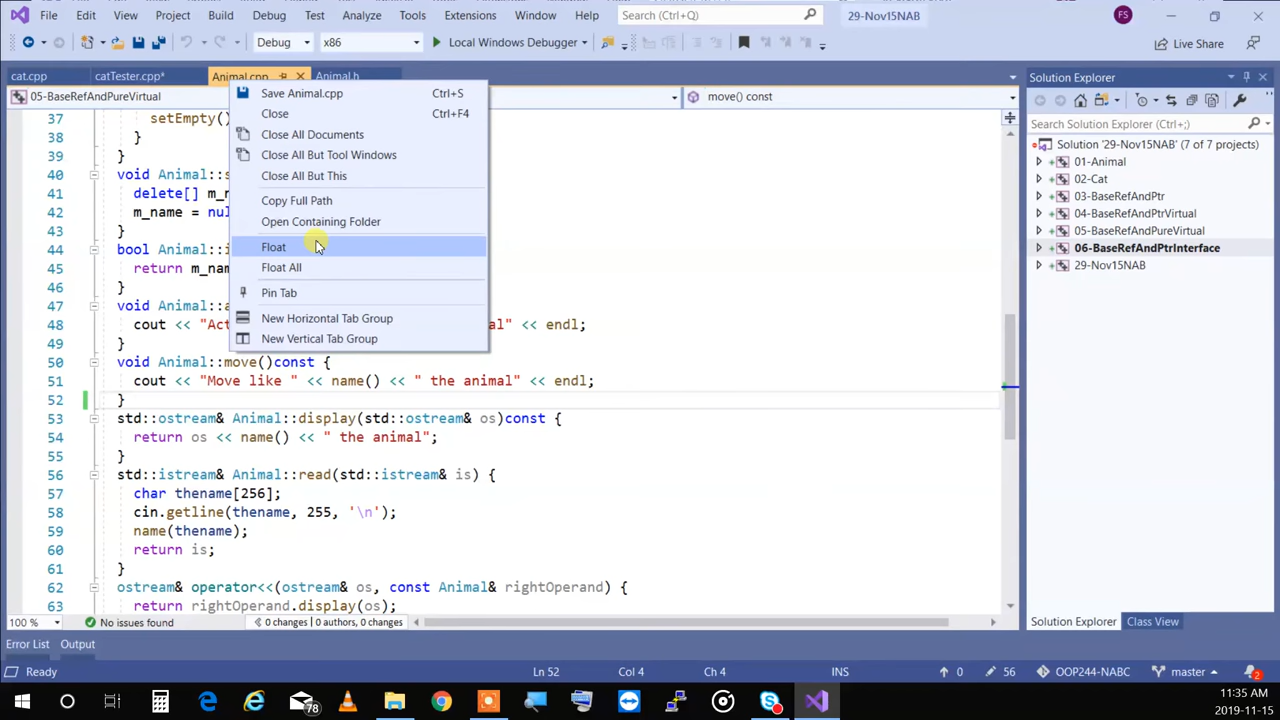 File Edit View Project Build Debug Test Analyze Tools Extensions Window Help Search (Ctrl+Q) 29-Nov15NAB FS
Debug x86 Local Windows Debugger Live Share
cat.cpp catTester.cpp* Animal.cpp Animal.h
05-BaseRefAndPureVirtual move() const
Save Animal.cpp Ctrl+S
Close Ctrl+F4
Close All Documents
Close All But Tool Windows
Close All But This
Copy Full Path
Open Containing Folder
Float
Float All
Pin Tab
New Horizontal Tab Group
New Vertical Tab Group
37 setEmpty()
38 }
39 }
40 void Animal::
41 delete[] m_
42 m_name =
43 }
44 bool Animal::
45 return m_
46 }
47 void Animal::
48 cout << "Act al" << endl;
49 }
50 void Animal::move()const {
51 cout << "Move like " << name() << " the animal" << endl;
52 }
53 std::ostream& Animal::display(std::ostream& os)const {
54 return os << name() << " the animal";
55 }
56 std::istream& Animal::read(std::istream& is) {
57 char thename[256];
58 cin.getline(thename, 255, '\n');
59 name(thename);
60 return is;
61 }
62 ostream& operator<<(ostream& os, const Animal& rightOperand) {
63 return rightOperand.display(os);
100 % No issues found 0 changes | 0 authors, 0 changes
Solution Explorer
Search Solution Explorer (Ctrl+;)
Solution '29-Nov15NAB' (7 of 7 projects)
01-Animal
02-Cat
03-BaseRefAndPtr
04-BaseRefAndPtrVirtual
05-BaseRefAndPureVirtual
06-BaseRefAndPtrInterface
29-Nov15NAB
Solution Explorer Class View
Error List Output
Ready Ln 52 Col 4 Ch 4 INS 0 56 OOP244-NABC master 2
78
11:35 AM
2019-11-15